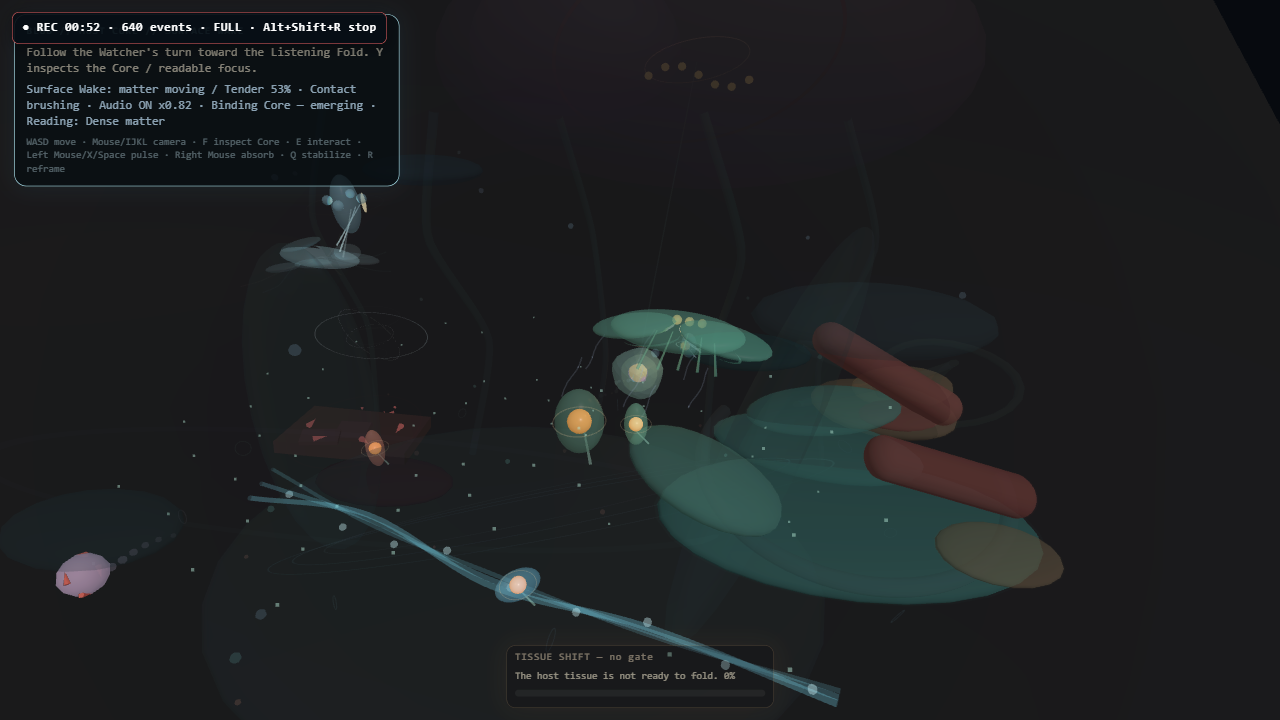 ● REC 00:52 · 640 events · FULL · Alt+Shift+R stop
Follow the Watcher's turn toward the Listening Fold. Y
inspects the Core / readable focus.
Surface Wake: matter moving / Tender 53% · Contact
brushing · Audio ON x0.82 · Binding Core — emerging ·
Reading: Dense matter
WASD move · Mouse/IJKL camera · F inspect Core · E interact ·
Left Mouse/X/Space pulse · Right Mouse absorb · Q stabilize · R
reframe
TISSUE SHIFT — no gate
The host tissue is not ready to fold. 0%